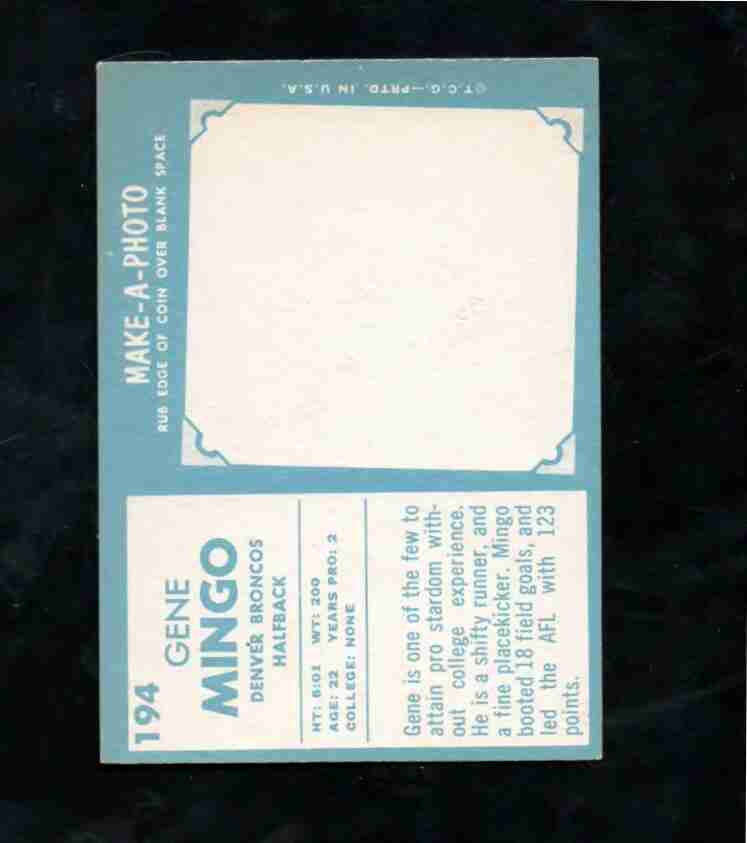 194
GENE
MINGO
DENVER BRONCOS
HALFBACK
HT: 6:01 WT: 200
AGE: 22 YEARS PRO: 2
COLLEGE: NONE
Gene is one of the few to
attain pro stardom with-
out college experience.
He is a shifty runner, and
a fine placekicker. Mingo
booted 18 field goals, and
led the AFL with 123
points.
MAKE-A-PHOTO
RUB EDGE OF COIN OVER BLANK SPACE.
©T.C.G.—PRTD. IN U.S.A.